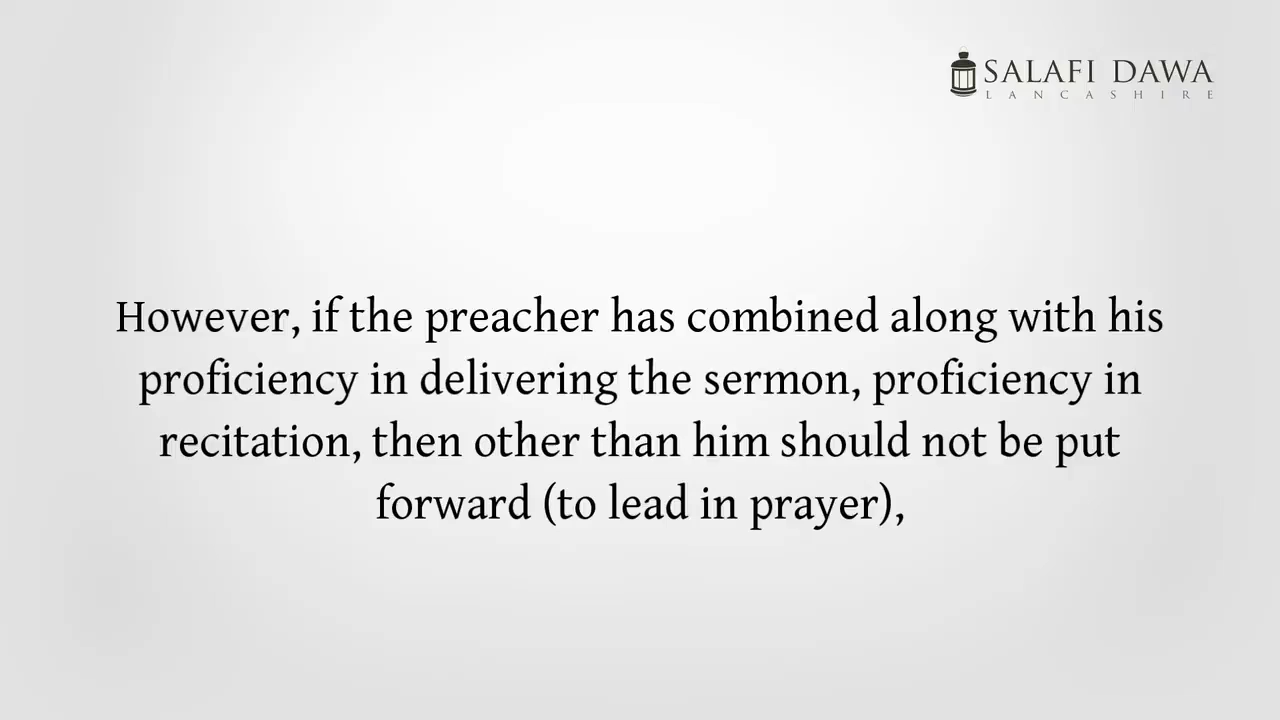 SALAFI DAWA
LANCASHIRE
However, if the preacher has combined along with his
proficiency in delivering the sermon, proficiency in
recitation, then other than him should not be put
forward (to lead in prayer),